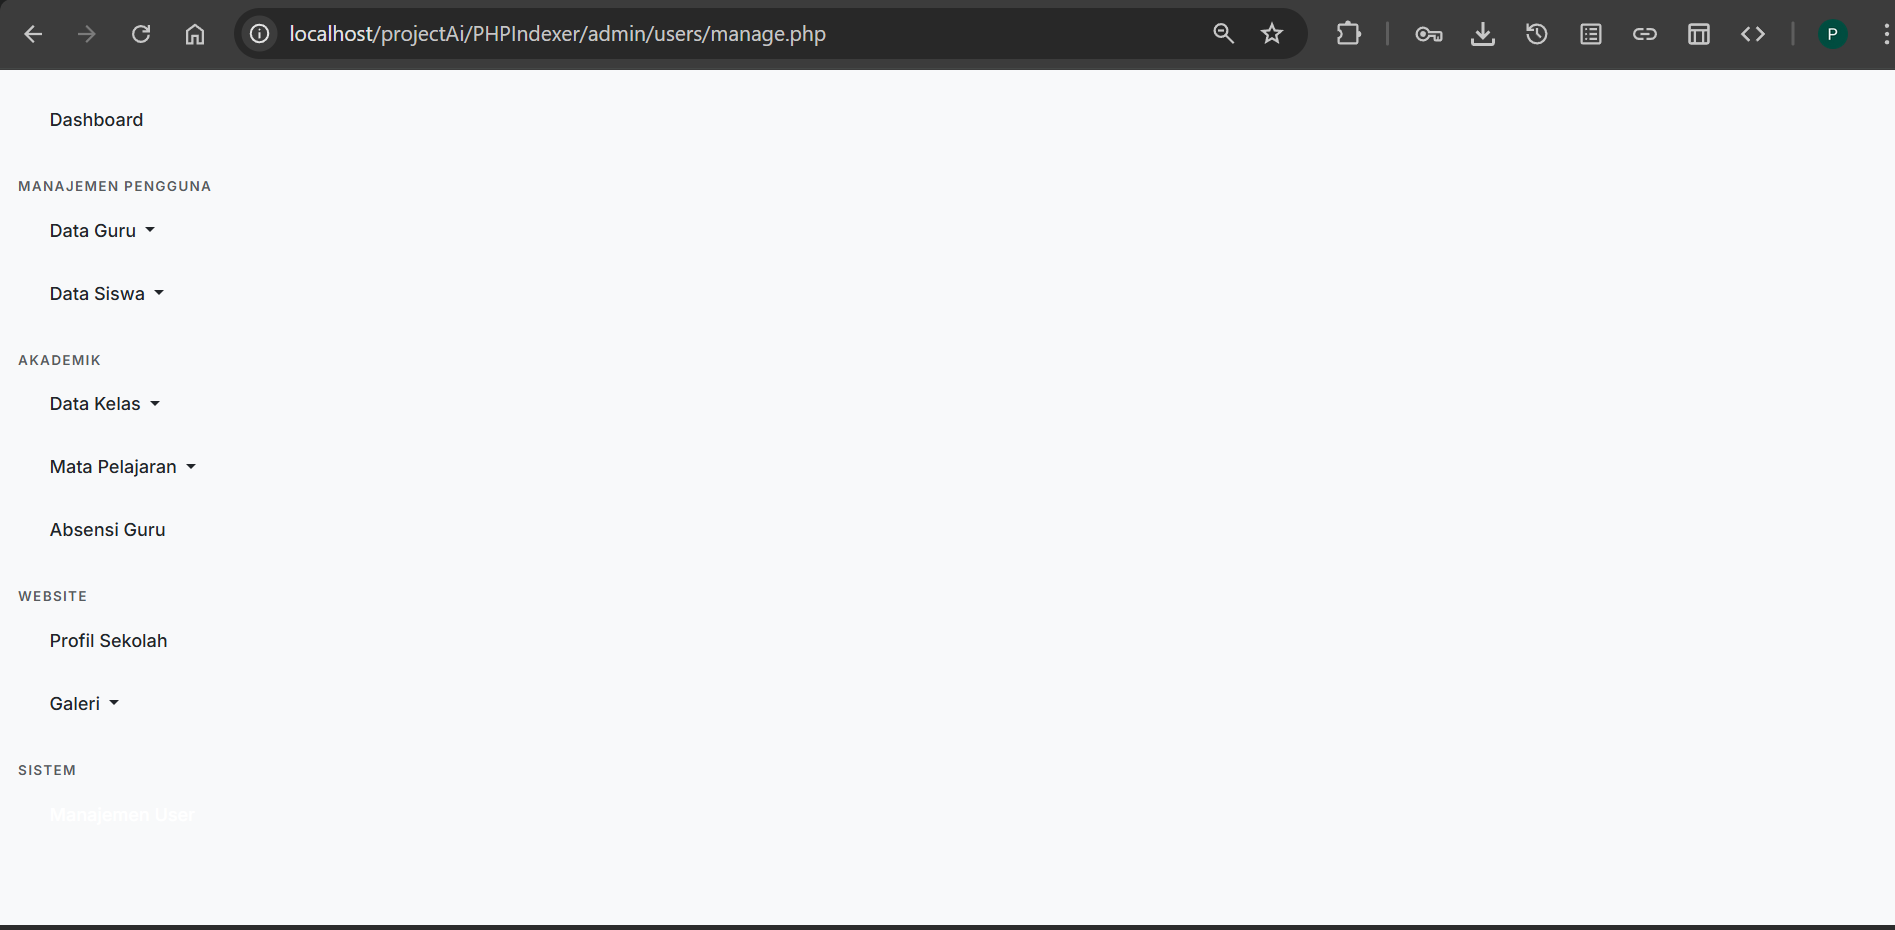 localhost/projectAi/PHPIndexer/admin/users/manage.php
P
Dashboard
MANAJEMEN PENGGUNA
Data Guru
Data Siswa
AKADEMIK
Data Kelas
Mata Pelajaran
Absensi Guru
WEBSITE
Profil Sekolah
Galeri
SISTEM
Manajemen User